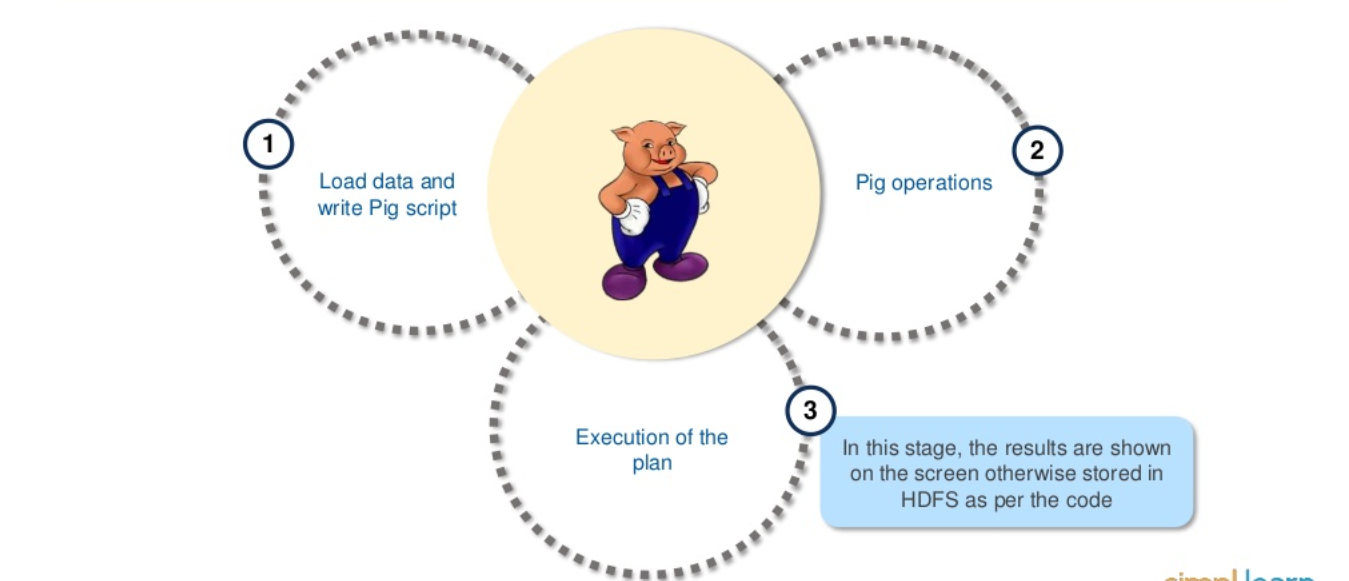 1
Load data and
write Pig script
2
Pig operations
3
Execution of the
plan
In this stage, the results are shown
on the screen otherwise stored in
HDFS as per the code